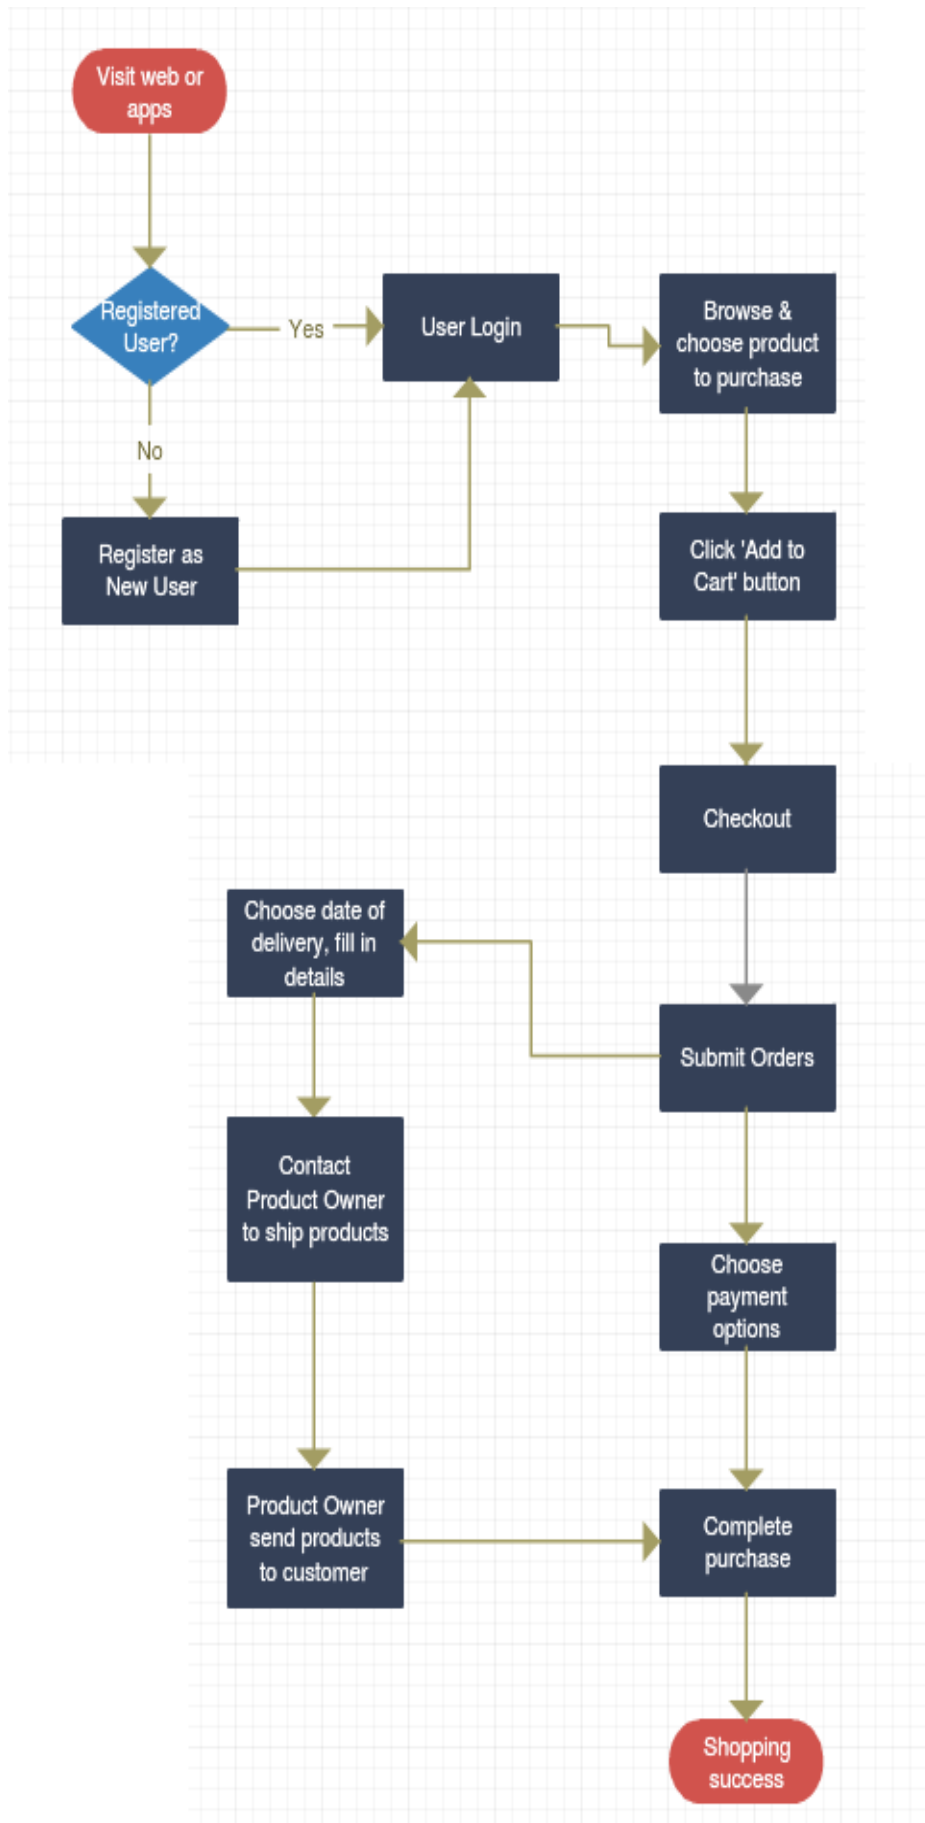 Visit web or
apps
Registered
User?
Yes
User Login
Browse &
choose product
to purchase
No
Register as
New User
Click 'Add to
Cart' button
Checkout
Choose date of
delivery, fill in
details
Submit Orders
Contact
Product Owner
to ship products
Choose
payment
options
Product Owner
send products
to customer
Complete
purchase
Shopping
success